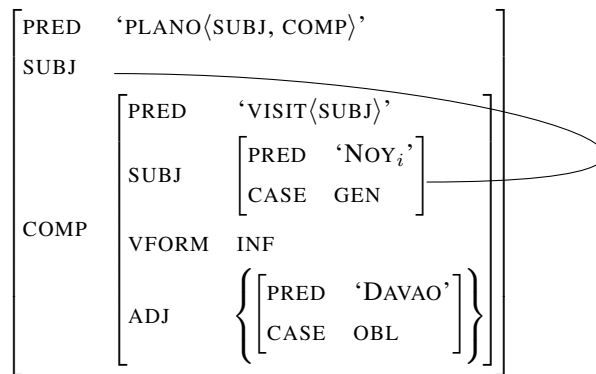 PRED ‘PLANO⟨SUBJ, COMP⟩’
SUBJ
PRED ‘VISIT⟨SUBJ⟩’
SUBJ
PRED ‘NOYᵢ’
CASE GEN
COMP
VFORM INF
ADJ
PRED ‘DAVAO’
CASE OBL